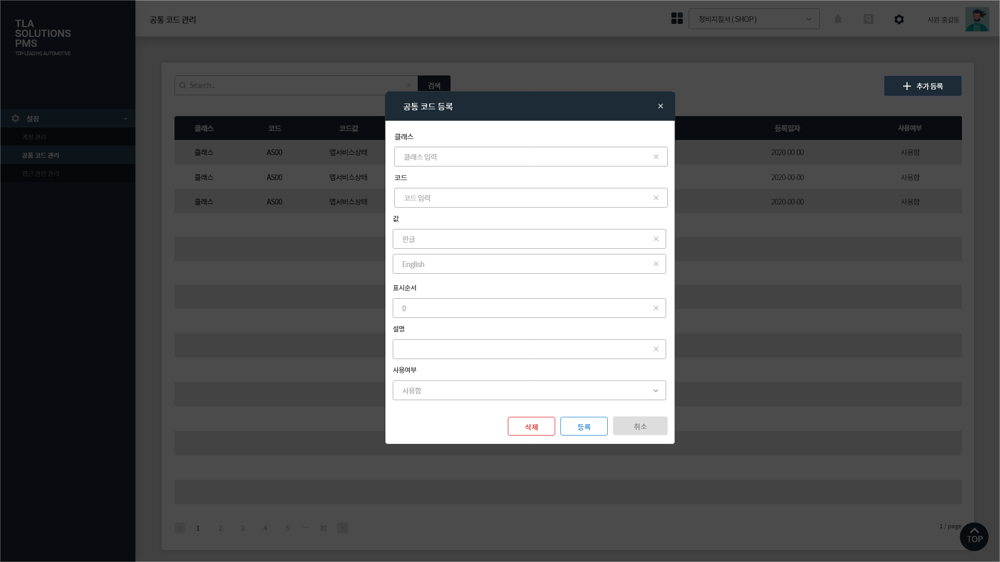 TLA
SOLUTIONS
PMS
TOP LEADING AUTOMOTIVE
설정
계정 관리
공통 코드 관리
접근 권한 관리
공통 코드 관리
정비지침서 ( SHOP )
Q
사원 홍길동
Search..
검색
추가 등록
클래스 코드 코드값 등록일자 사용여부
클래스 AS00 앱서비스상태 2020-00-00 사용함
클래스 AS00 앱서비스상태 2020-00-00 사용함
클래스 AS00 앱서비스상태 2020-00-00 사용함
공통 코드 등록
클래스
클래스 입력
코드
코드 입력
값
한글
English
표시순서
0
설명
사용여부
사용함
삭제 등록 취소
1 2 3 4 5 ··· 30
1 / page
TOP